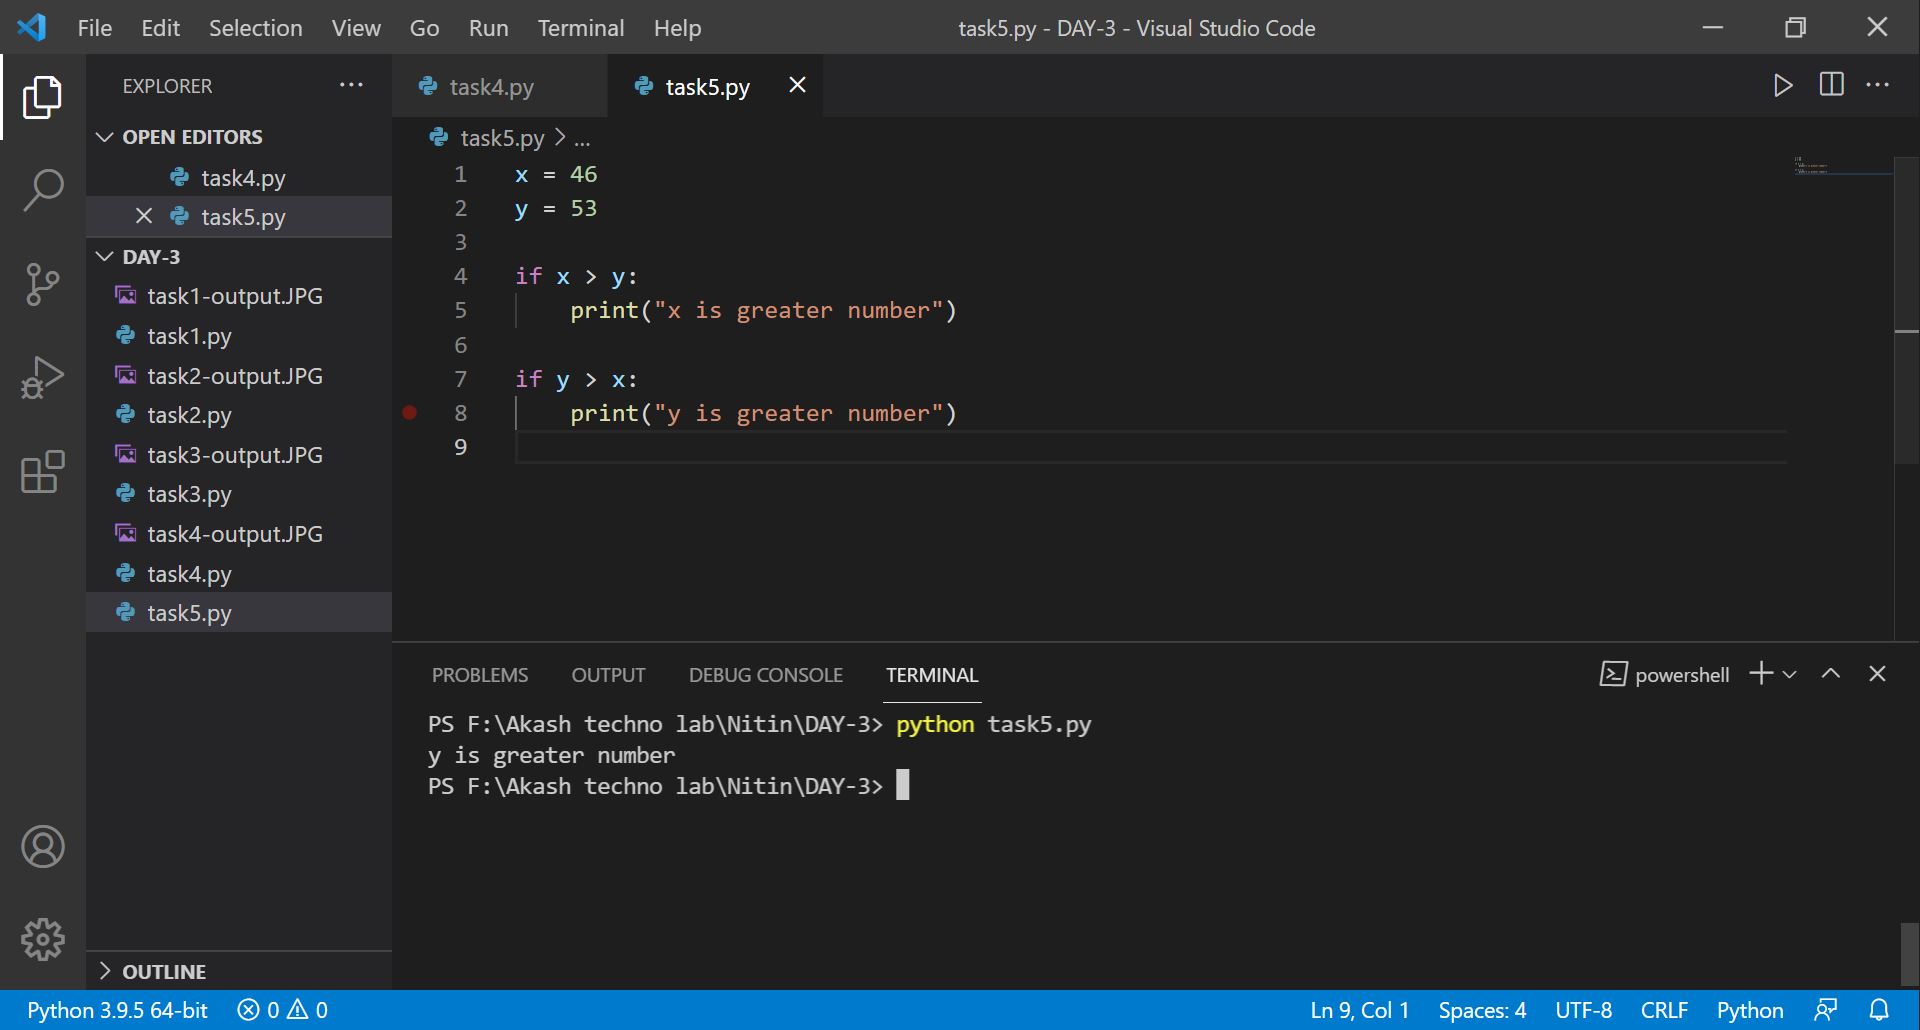 File Edit Selection View Go Run Terminal Help task5.py - DAY-3 - Visual Studio Code
EXPLORER
OPEN EDITORS
task4.py
task5.py
DAY-3
task1-output.JPG
task1.py
task2-output.JPG
task2.py
task3-output.JPG
task3.py
task4-output.JPG
task4.py
task5.py
OUTLINE
task4.py task5.py
task5.py > ...
1 x = 46
2 y = 53
3
4 if x > y:
5 print("x is greater number")
6
7 if y > x:
8 print("y is greater number")
9
PROBLEMS OUTPUT DEBUG CONSOLE TERMINAL powershell
PS F:\Akash techno lab\Nitin\DAY-3> python task5.py
y is greater number
PS F:\Akash techno lab\Nitin\DAY-3>
Python 3.9.5 64-bit 0 0 Ln 9, Col 1 Spaces: 4 UTF-8 CRLF Python